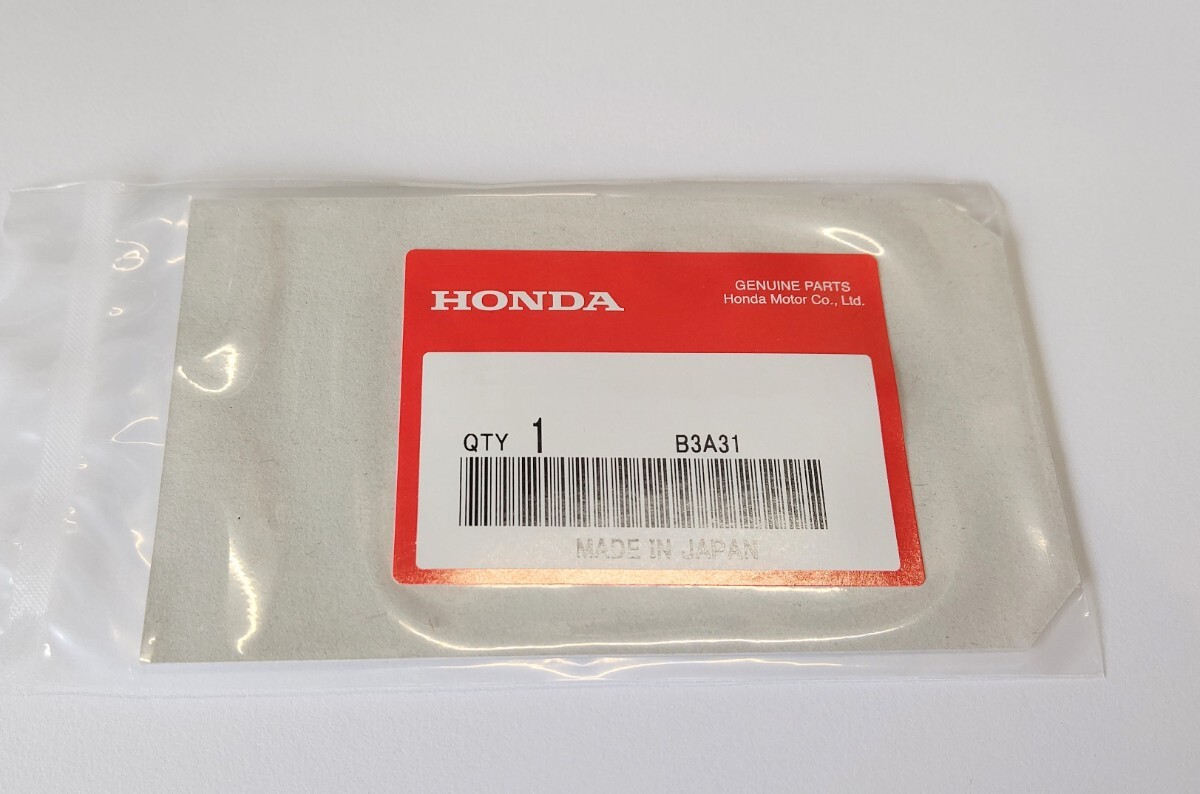 HONDA
GENUINE PARTS
Honda Motor Co., Ltd.
QTY 1 B3A31
MADE IN JAPAN